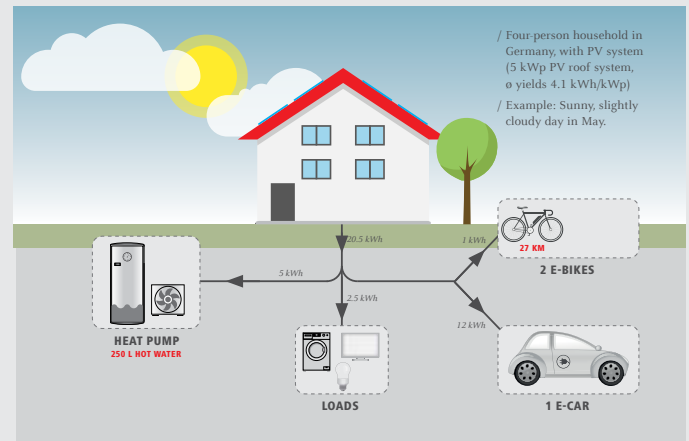 / Four-person household in
Germany, with PV system
(5 kWp PV roof system,
ø yields 4.1 kWh/kWp)
/ Example: Sunny, slightly
cloudy day in May.
20.5 kWh
1 kWh
27 KM
2 E-BIKES
5 kWh
2.5 kWh
12 kWh
HEAT PUMP
250 L HOT WATER
LOADS
1 E-CAR